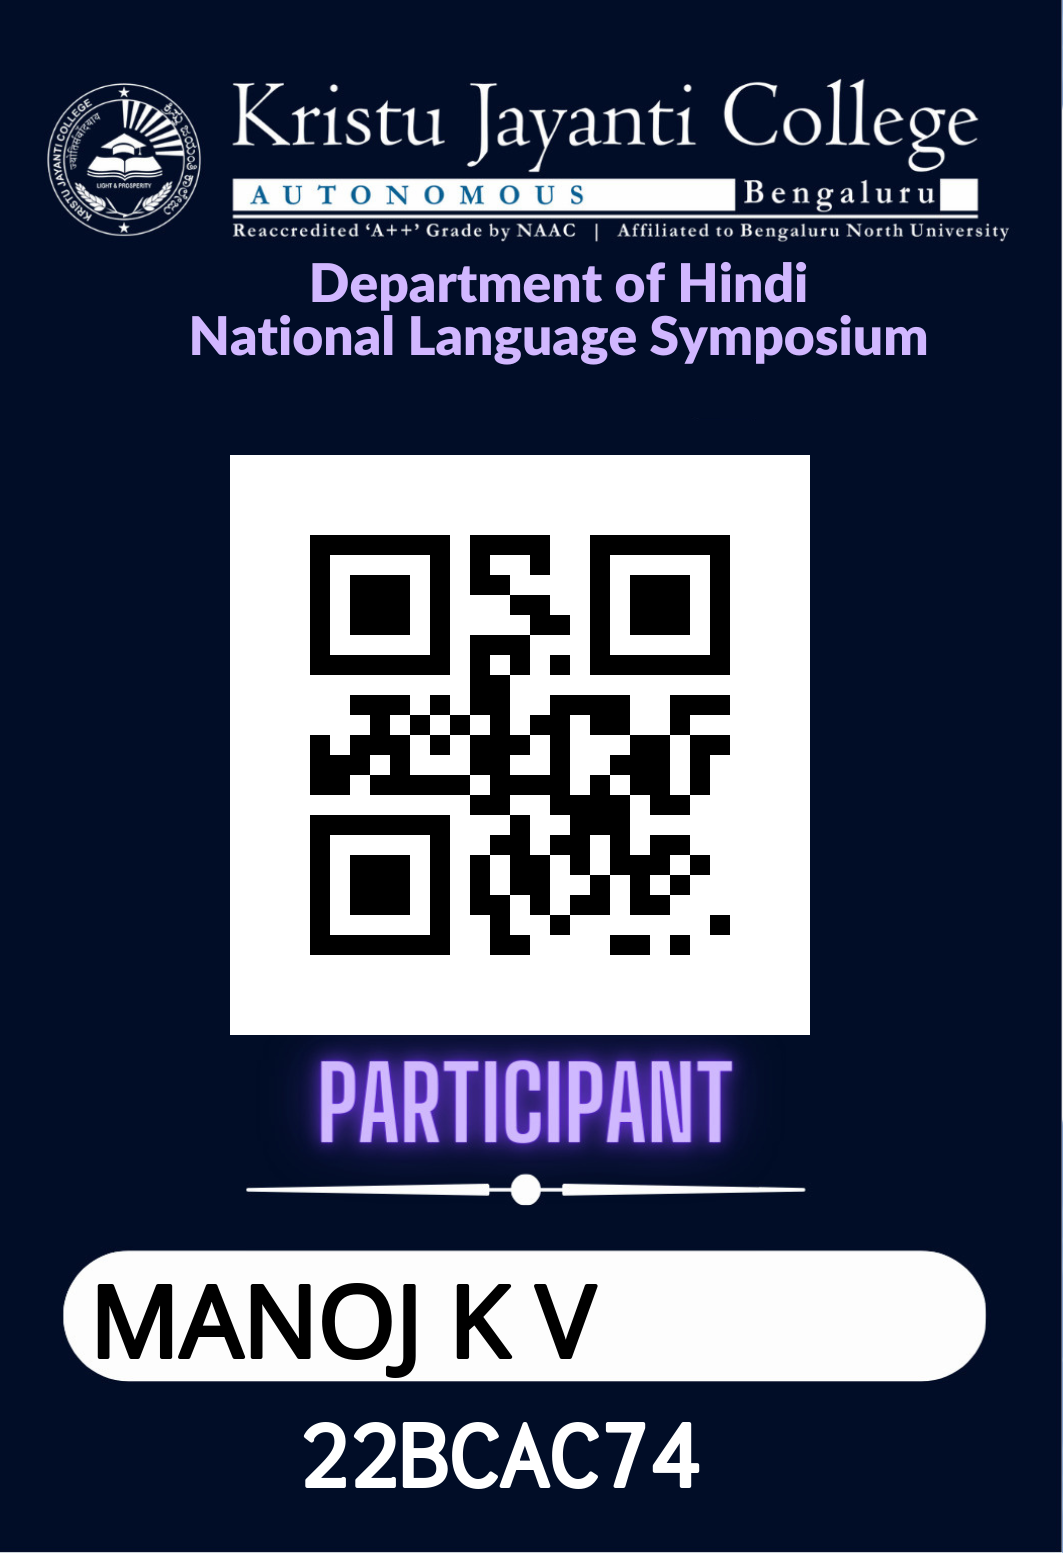 KRISTU JAYANTI COLLEGE
LIGHT & PROSPERITY
Kristu Jayanti College
AUTONOMOUS Bengaluru
Reaccredited ‘A++’ Grade by NAAC | Affiliated to Bengaluru North University
Department of Hindi
National Language Symposium
PARTICIPANT
MANOJ K V
22BCAC74